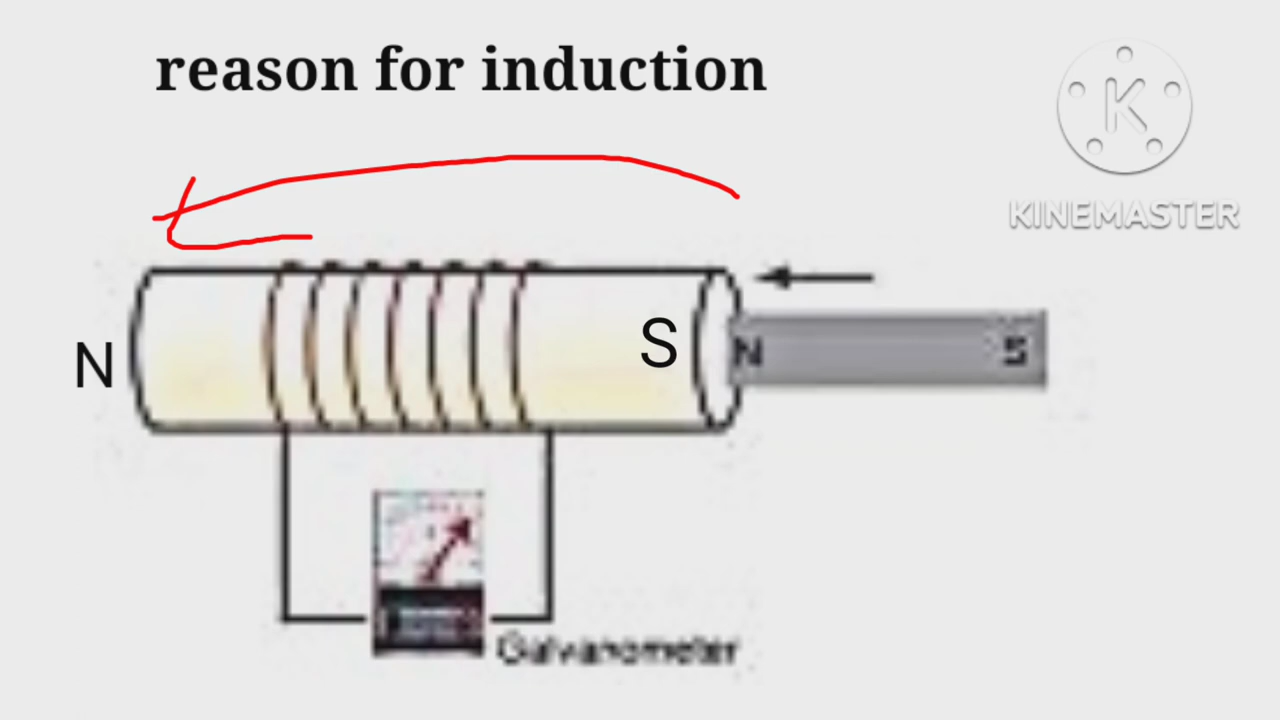 reason for induction
K
KINEMASTER
N
S
N S
Galvanometer